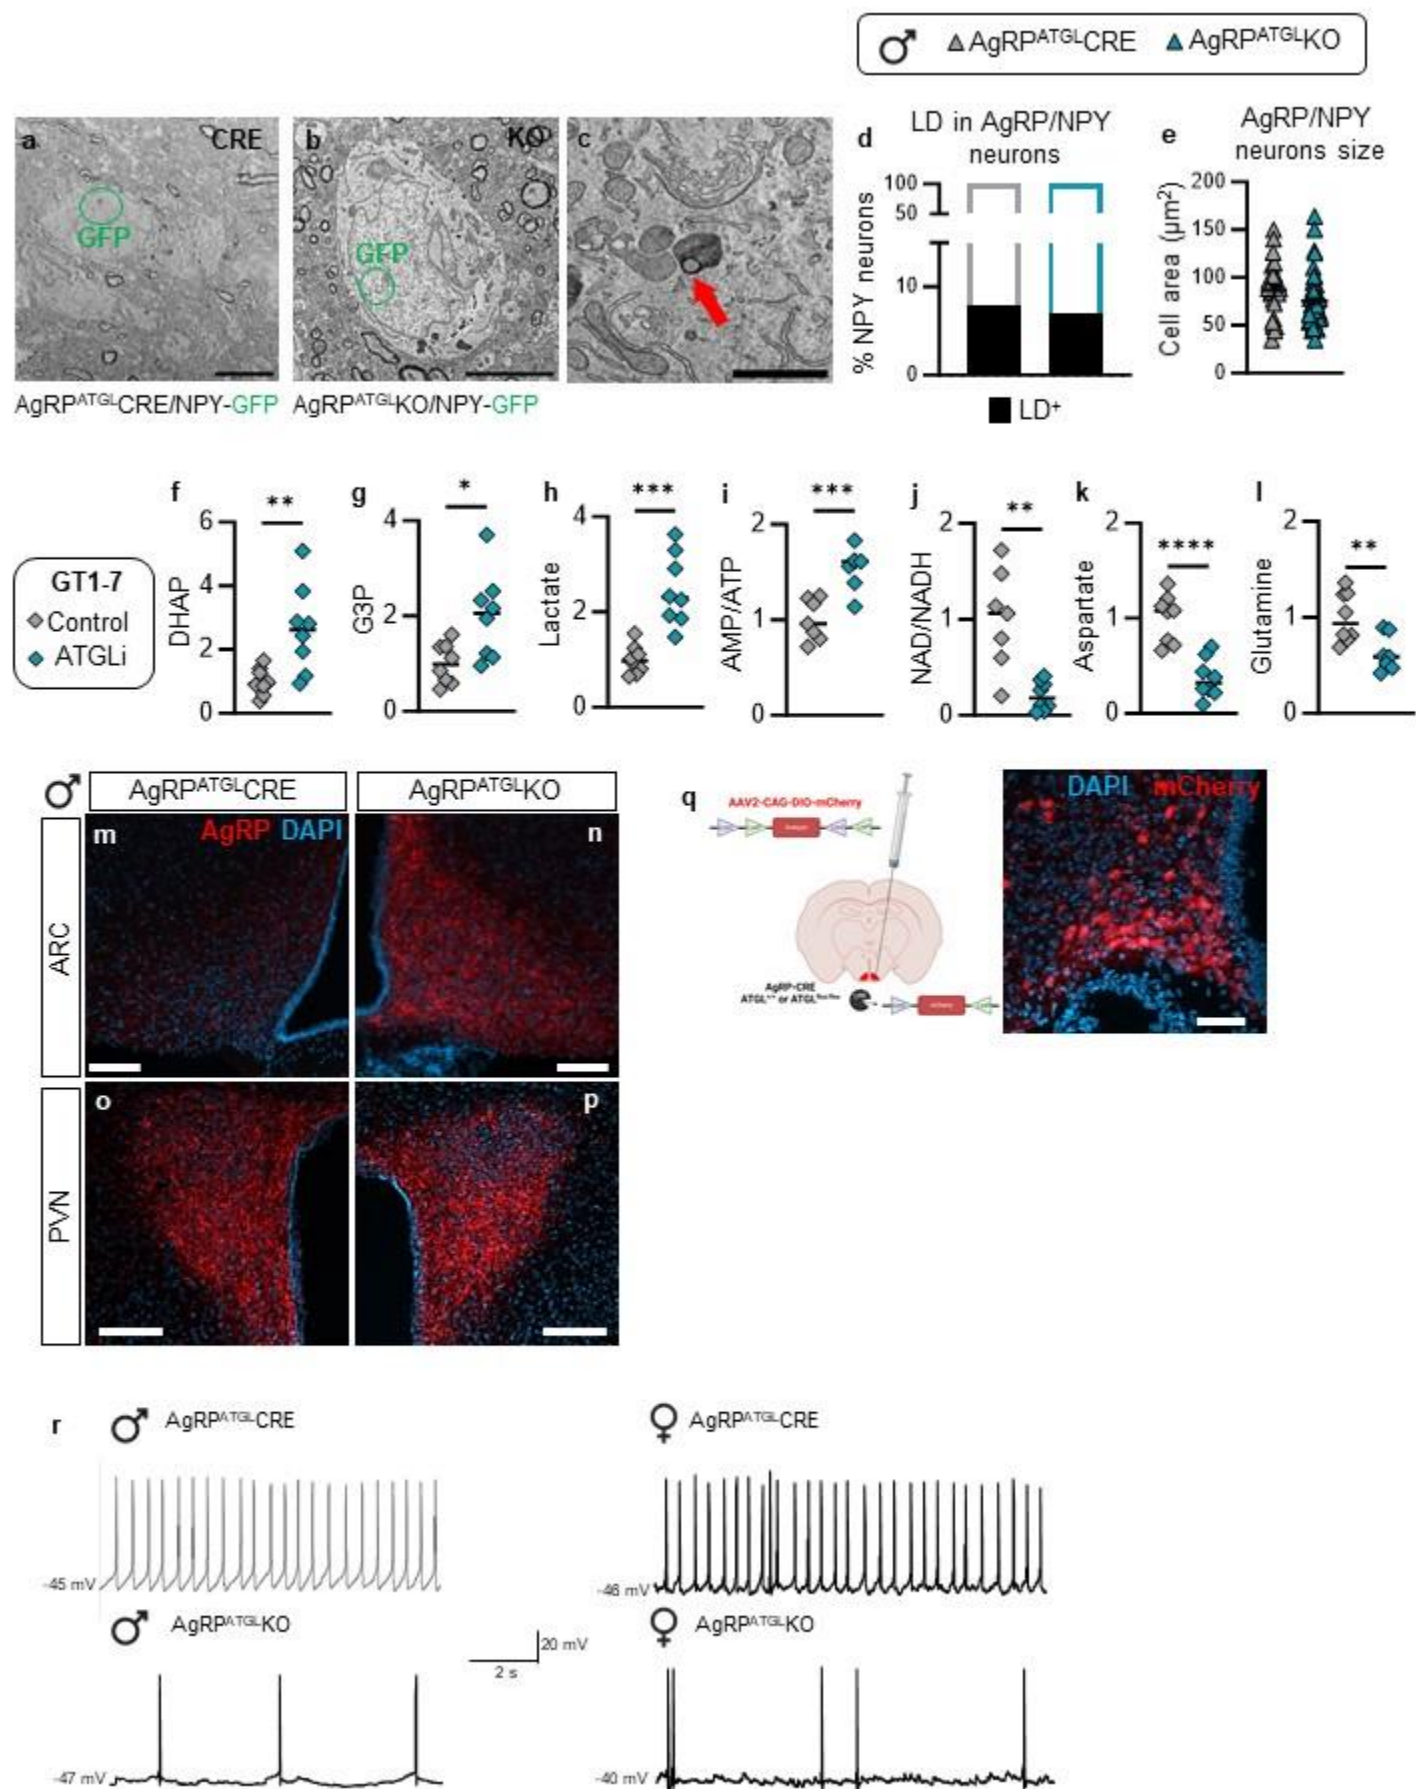 ♂ AgRPATGLCRE AgRPATGLKO
a CRE
GFP
AgRPATGLCRE/NPY-GFP
b KO
GFP
AgRPATGLKO/NPY-GFP
c
d LD in AgRP/NPY
neurons
% NPY neurons
100
50
10
0
LD+
e AgRP/NPY
neurons size
Cell area (µm2)
200
150
100
50
0
GT1-7
Control
ATGLi
f
**
DHAP
6
4
2
0
g
*
G3P
4
2
0
h
***
Lactate
4
2
0
i
***
AMP/ATP
2
1
0
j
**
NAD/NADH
2
1
0
k
****
Aspartate
2
1
0
l
**
Glutamine
2
1
0
♂ AgRPATGLCRE AgRPATGLKO
ARC
m AgRP DAPI n
PVN
o p
q
AAV2-CAG-DIO-mCherry
AgRP-CRE
ATGL+/+ or ATGLflox/flox
mCherry
DAPI mCherry
r
♂ AgRPATGLCRE
-45 mV
♀ AgRPATGLCRE
-46 mV
♂ AgRPATGLKO
-47 mV
20 mV
2 s
♀ AgRPATGLKO
-40 mV